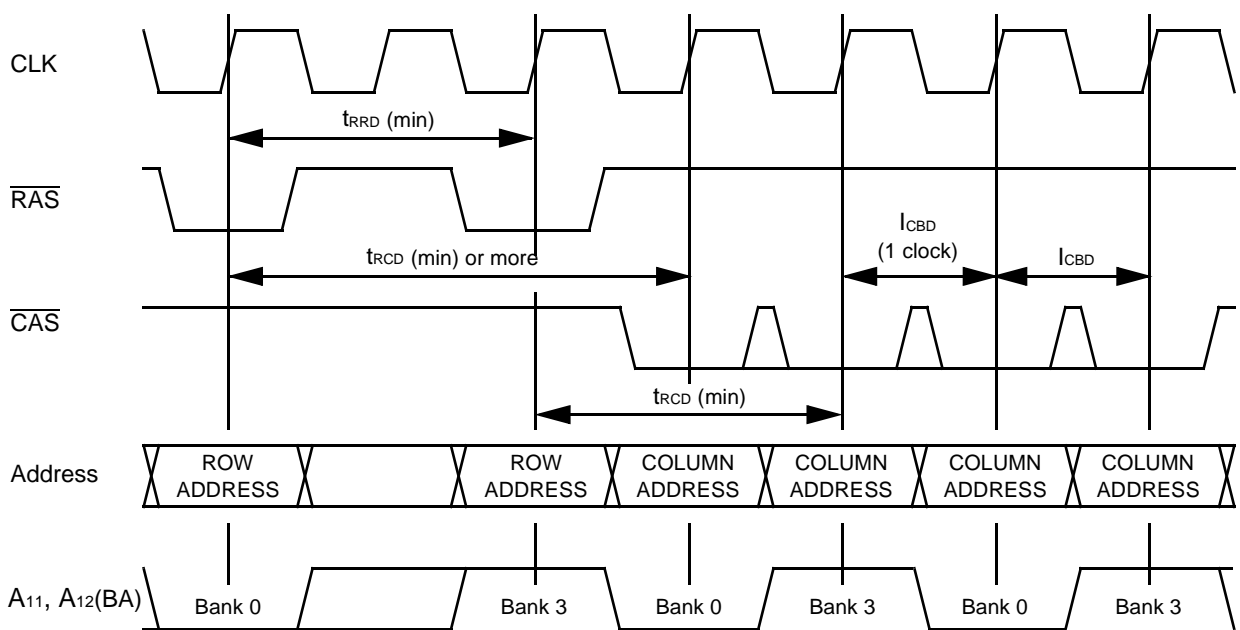 CLK
tRRD (min)
RAS
tRCD (min) or more
ICBD
(1 clock)
ICBD
CAS
tRCD (min)
Address
ROW
ADDRESS
ROW
ADDRESS
COLUMN
ADDRESS
COLUMN
ADDRESS
COLUMN
ADDRESS
COLUMN
ADDRESS
A11, A12(BA)
Bank 0
Bank 3
Bank 0
Bank 3
Bank 0
Bank 3